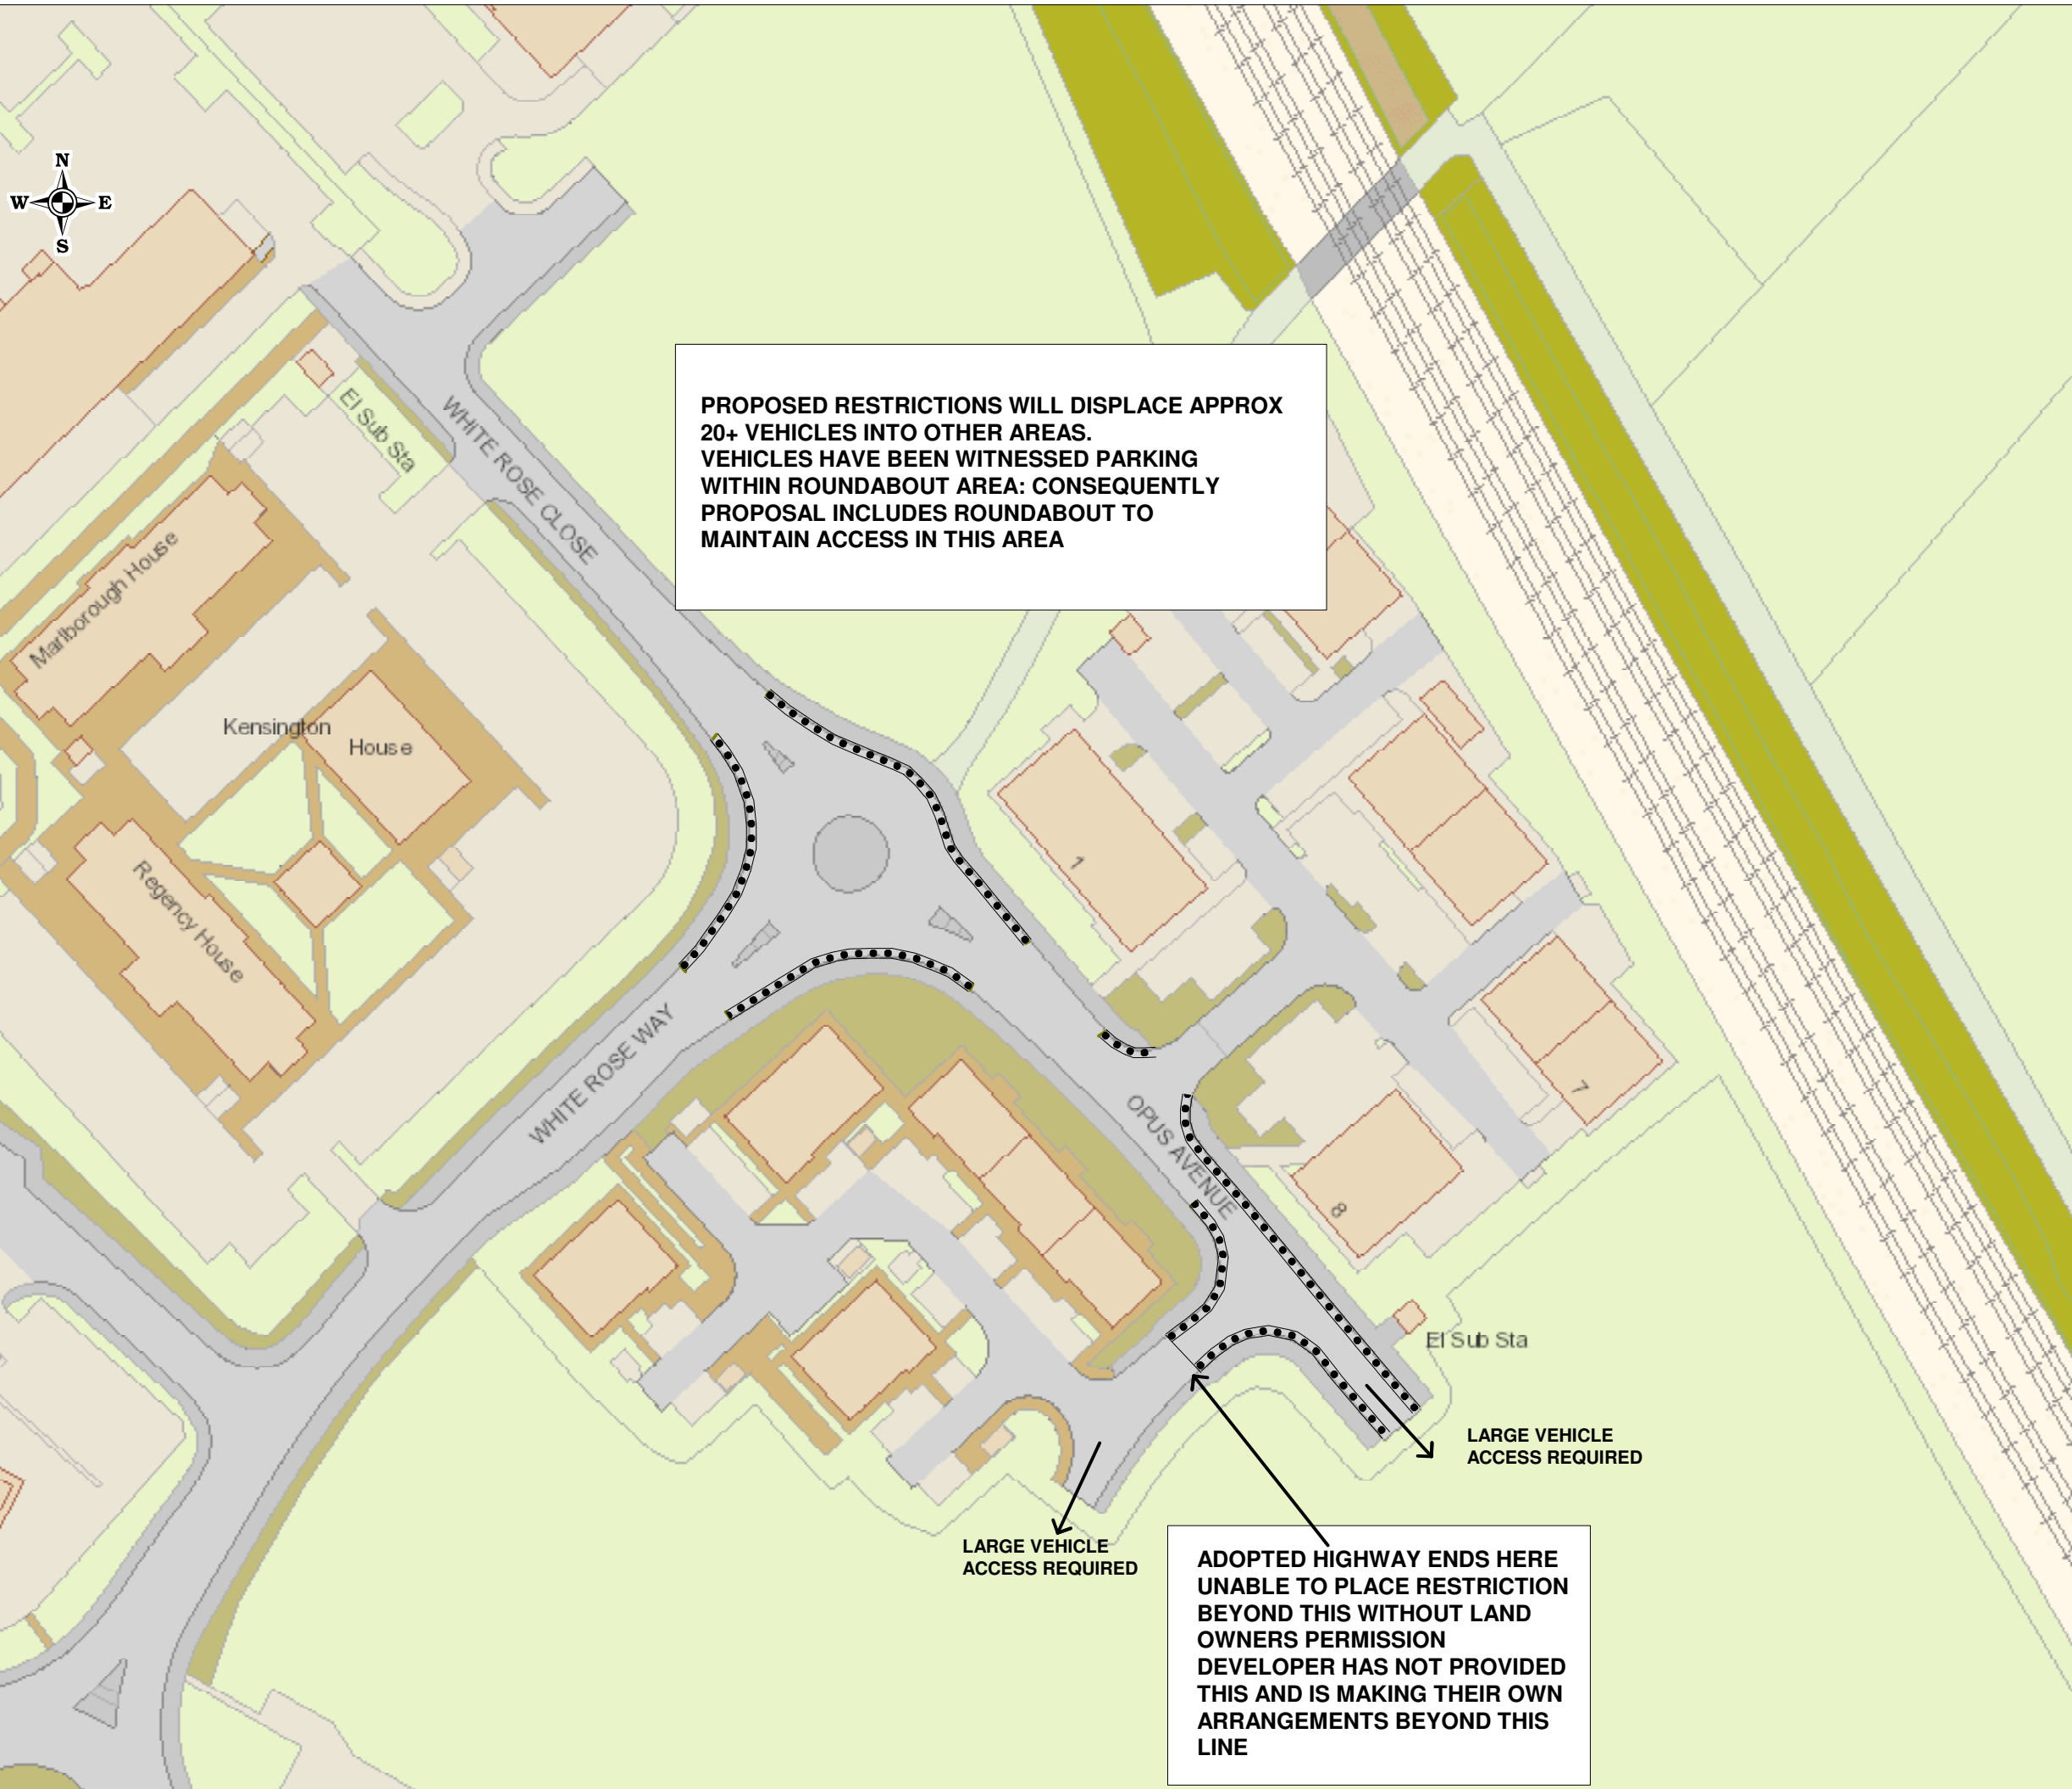 N
W E
S
El Sub Sta
WHITE ROSE CLOSE
PROPOSED RESTRICTIONS WILL DISPLACE APPROX
20+ VEHICLES INTO OTHER AREAS.
VEHICLES HAVE BEEN WITNESSED PARKING
WITHIN ROUNDABOUT AREA: CONSEQUENTLY
PROPOSAL INCLUDES ROUNDABOUT TO
MAINTAIN ACCESS IN THIS AREA
Marlborough House
Kensington
House
1
Regency House
WHITE ROSE WAY
OPUS AVENUE
7
8
El Sub Sta
LARGE VEHICLE
ACCESS REQUIRED
LARGE VEHICLE
ACCESS REQUIRED
ADOPTED HIGHWAY ENDS HERE
UNABLE TO PLACE RESTRICTION
BEYOND THIS WITHOUT LAND
OWNERS PERMISSION
DEVELOPER HAS NOT PROVIDED
THIS AND IS MAKING THEIR OWN
ARRANGEMENTS BEYOND THIS
LINE